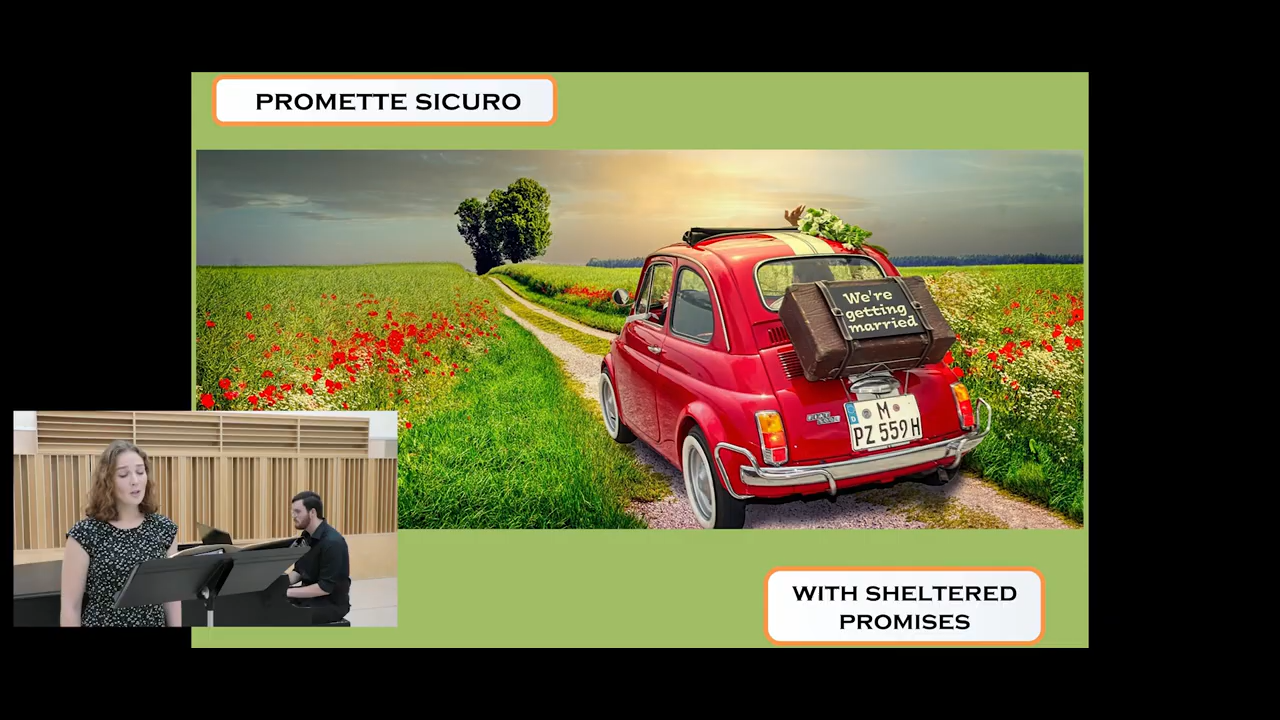 PROMETTE SICURO
We're
getting
married
M
PZ 559 H
WITH SHELTERED
PROMISES